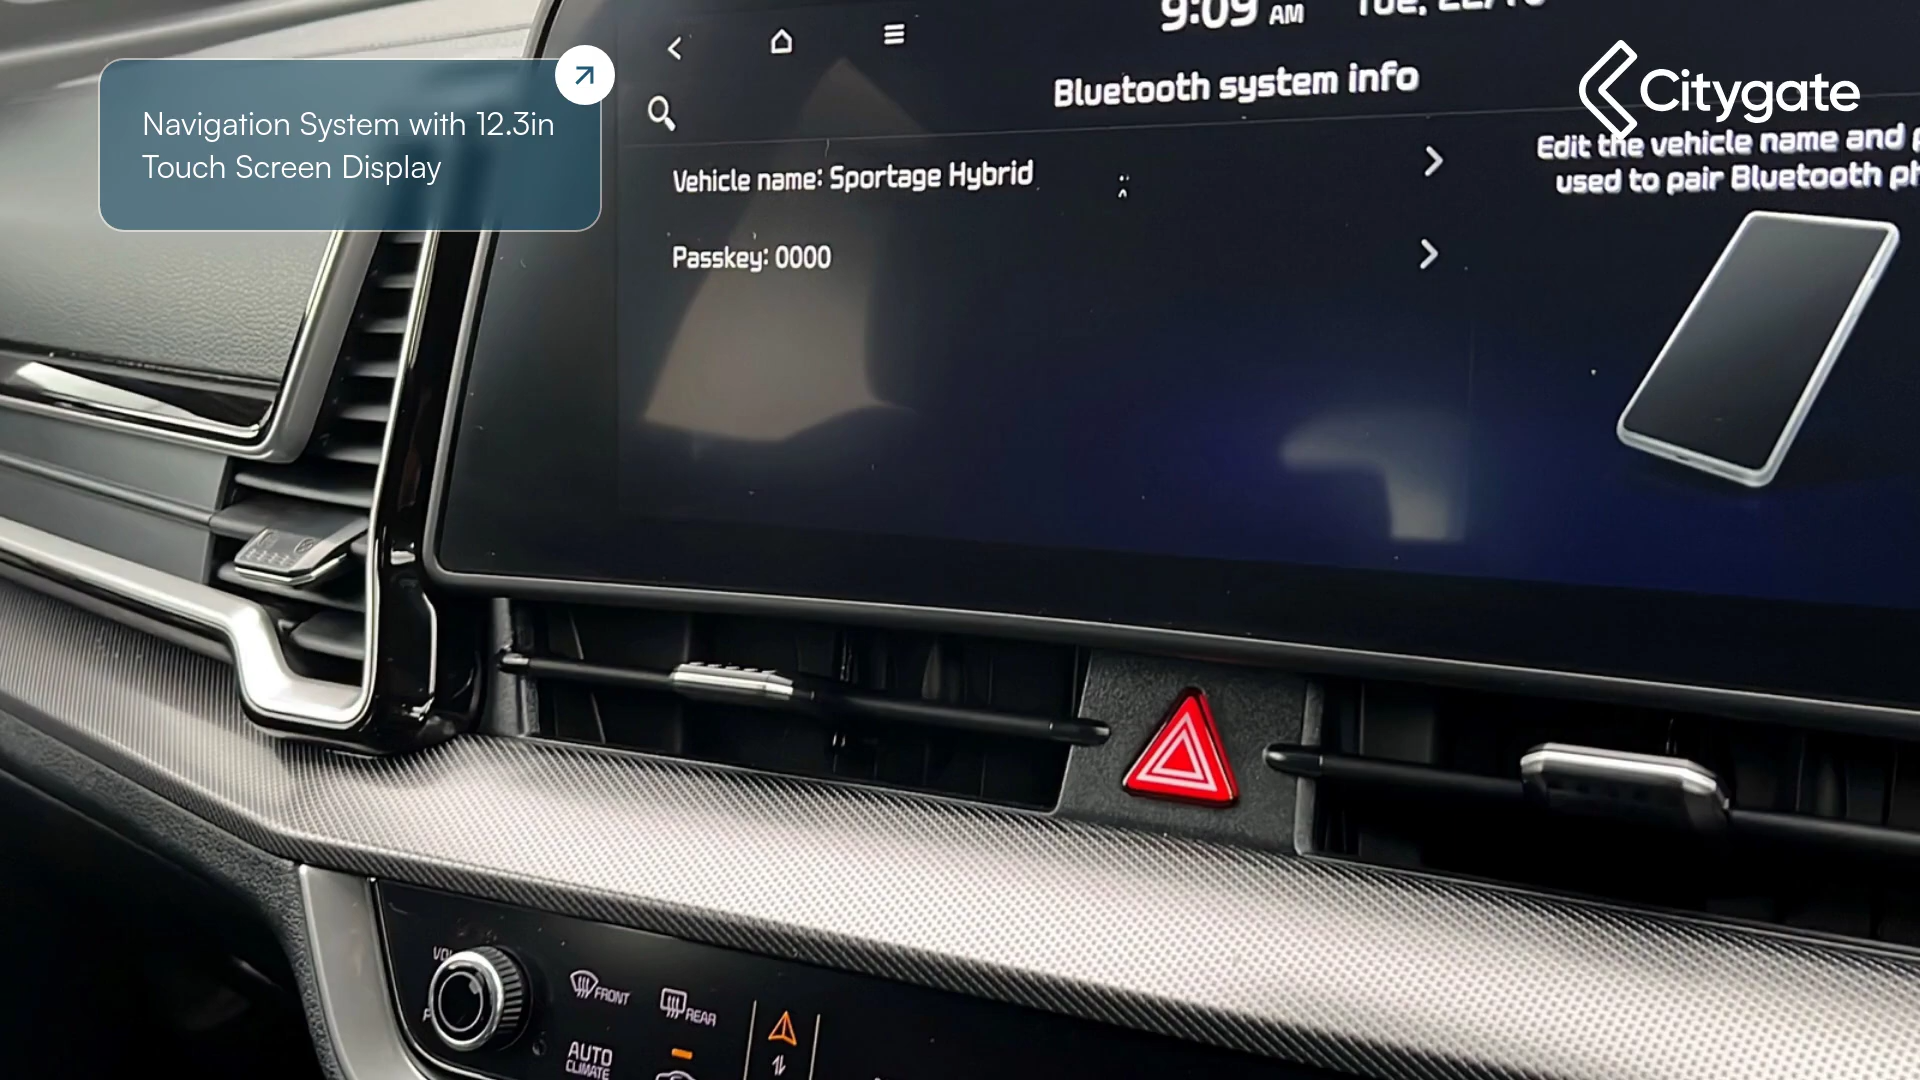 9:09 AM
Bluetooth system info
Citygate
Navigation System with 12.3in
Touch Screen Display
Edit the vehicle name and
used to pair Bluetooth
Vehicle name: Sportage Hybrid
Passkey: 0000
FRONT
REAR
AUTO
CLIMATE